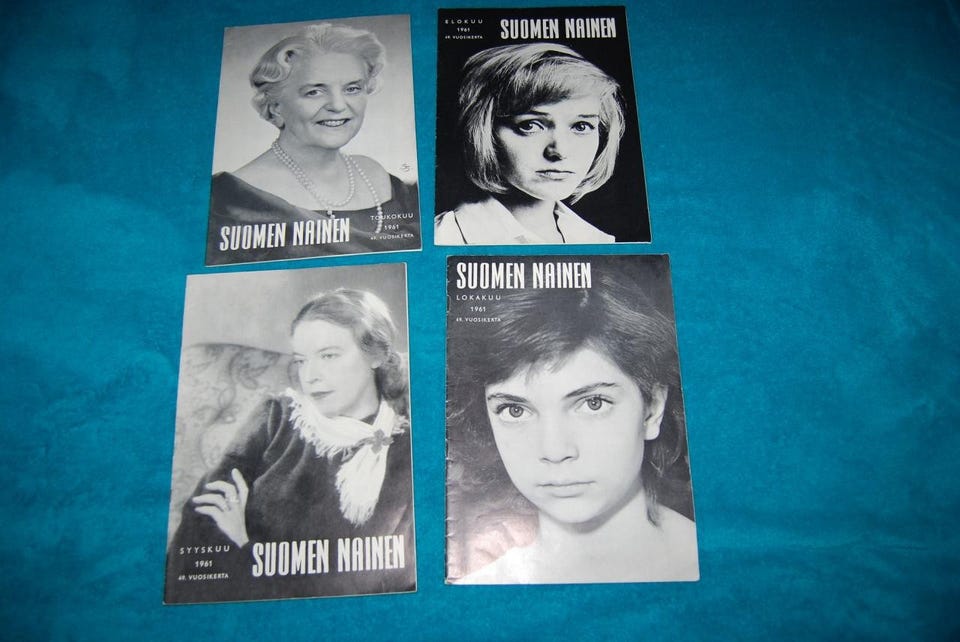 TOUKOKUU
1961
49. VUOSIKERTA
SUOMEN NAINEN
ELOKUU
1961
49. VUOSIKERTA
SUOMEN NAINEN
SYYSKUU
1961
49. VUOSIKERTA
SUOMEN NAINEN
SUOMEN NAINEN
LOKAKUU
1961
49. VUOSIKERTA